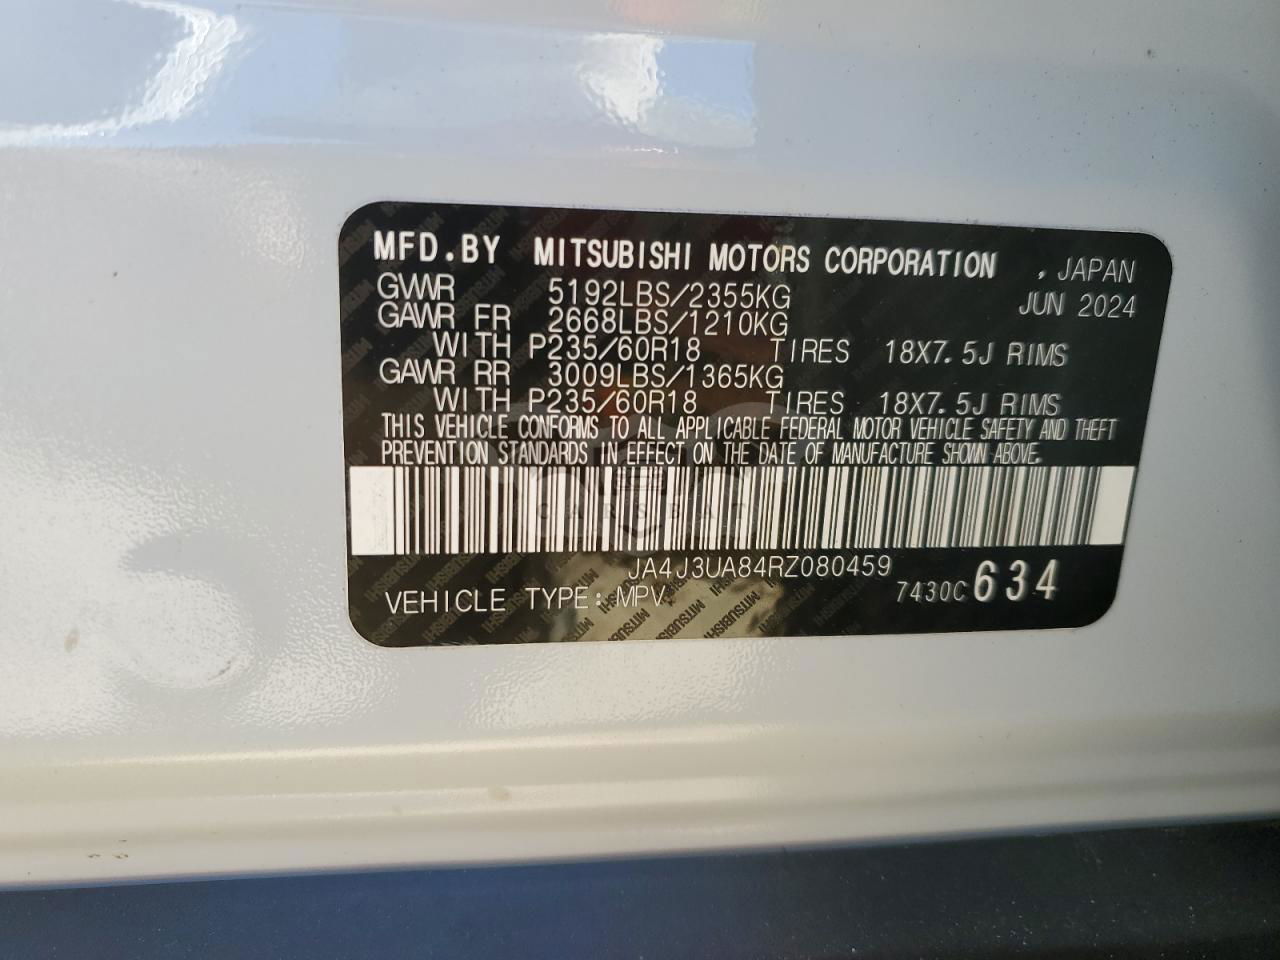 MFD.BY MITSUBISHI MOTORS CORPORATION , JAPAN
GVWR 5192LBS/2355KG JUN 2024
GAWR FR 2668LBS/1210KG
WITH P235/60R18 TIRES 18X7.5J RIMS
GAWR RR 3009LBS/1365KG
WITH P235/60R18 TIRES 18X7.5J RIMS
THIS VEHICLE CONFORMS TO ALL APPLICABLE FEDERAL MOTOR VEHICLE SAFETY AND THEFT
PREVENTION STANDARDS IN EFFECT ON THE DATE OF MANUFACTURE SHOWN ABOVE.
JA4J3UA84RZ080459
VEHICLE TYPE: MPV 7430C 634